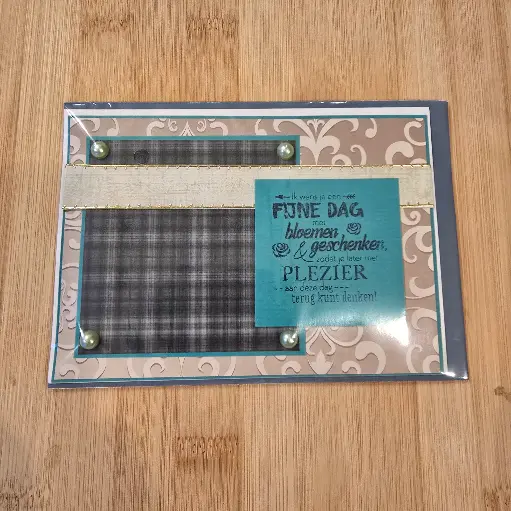 Ik wens je een
FIJNE DAG
met
bloemen
& geschenken,
zodat je later met
PLEZIER
aan deze dag
terug kunt denken!